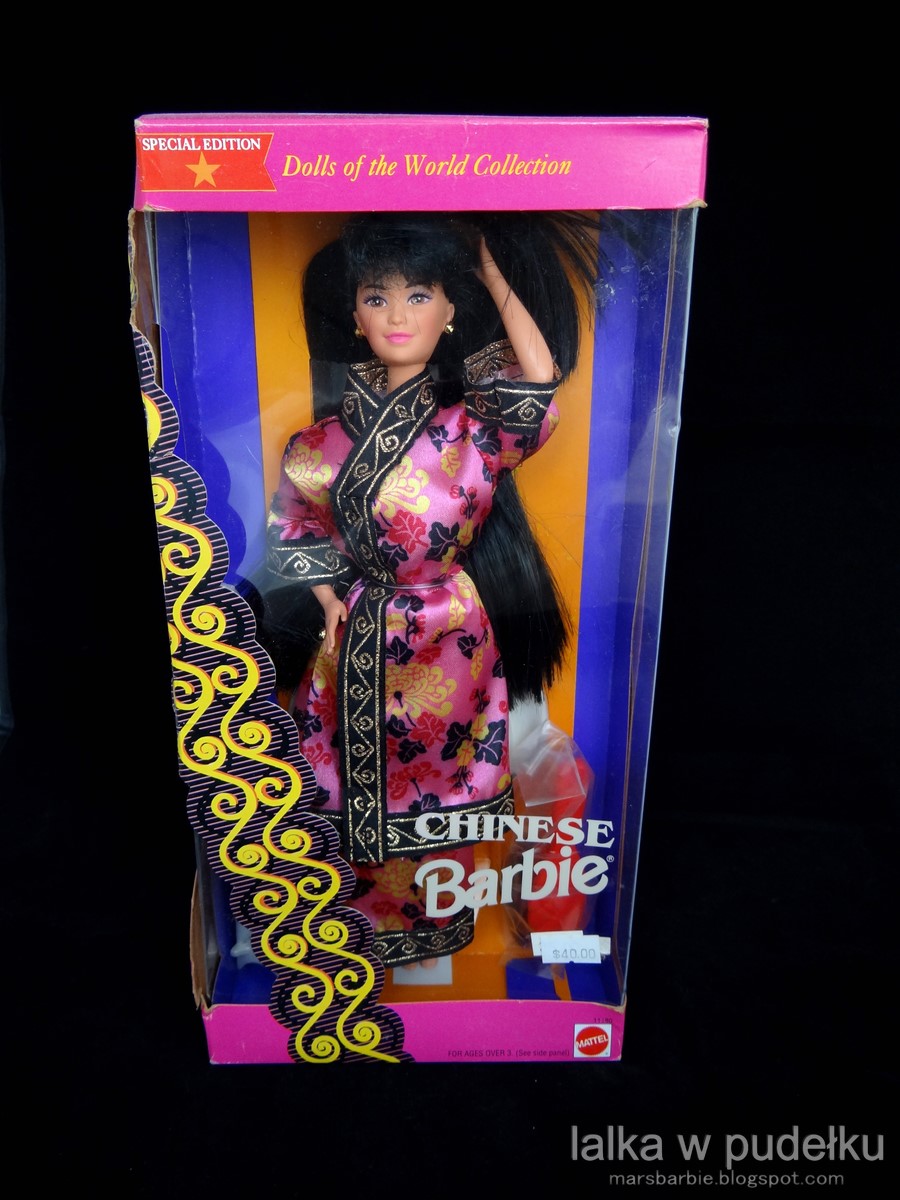 SPECIAL EDITION
Dolls of the World Collection
CHINESE
Barbie®
$40.00
FOR AGES OVER 3. (See side panel)
MATTEL
lalka w pudełku
marsbarbie.blogspot.com